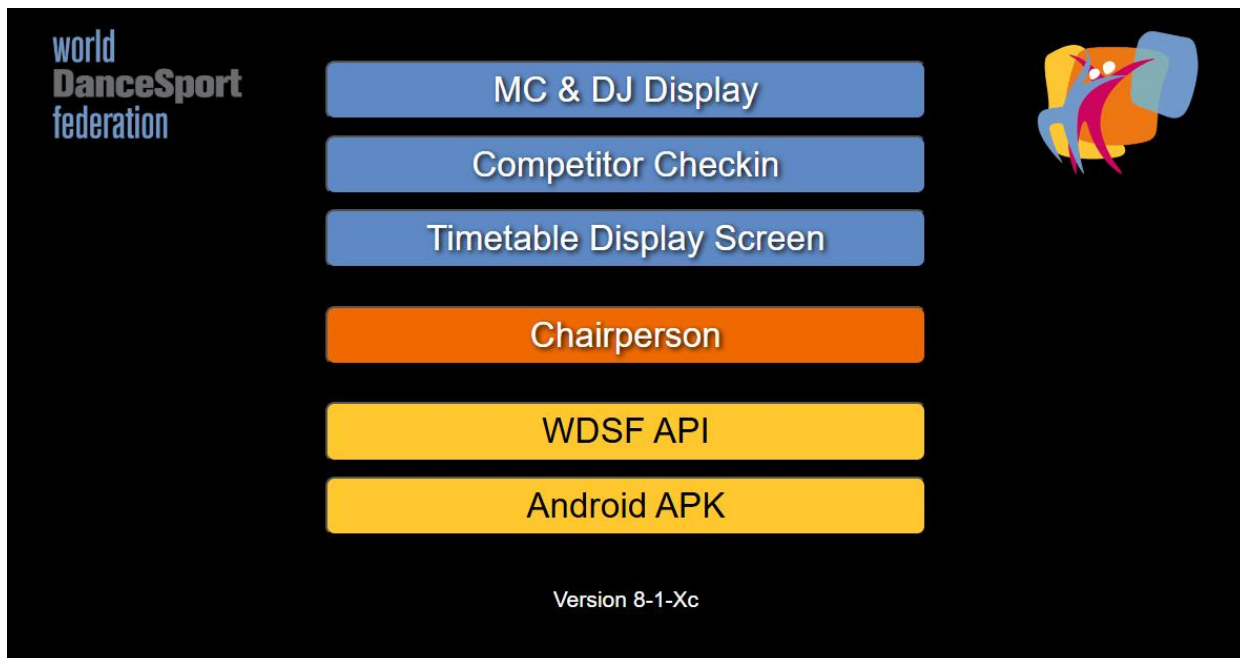 world
DanceSport
federation
MC & DJ Display
Competitor Checkin
Timetable Display Screen
Chairperson
WDSF API
Android APK
Version 8-1-Xc